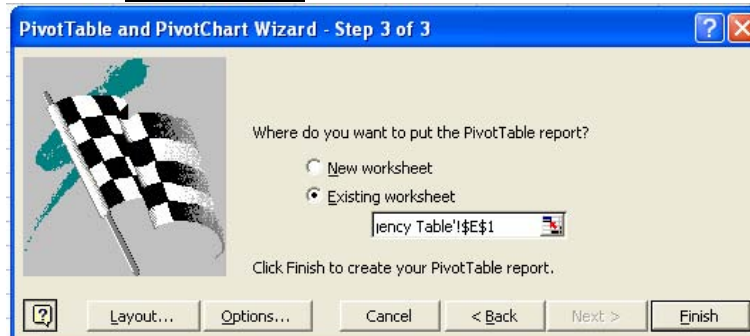 PivotTable and PivotChart Wizard - Step 3 of 3
Where do you want to put the PivotTable report?
New worksheet
Existing worksheet
ency Table'!$E$1
Click Finish to create your PivotTable report.
Layout... Options... Cancel < Back Next > Finish